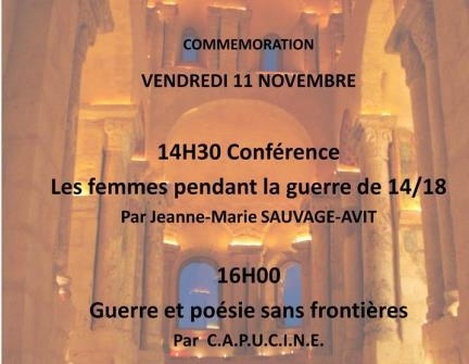 COMMEMORATION
VENDREDI 11 NOVEMBRE
14H30 Conférence
Les femmes pendant la guerre de 14/18
Par Jeanne-Marie SAUVAGE-AVIT
16H00
Guerre et poésie sans frontières
Par C.A.P.U.C.I.N.E.